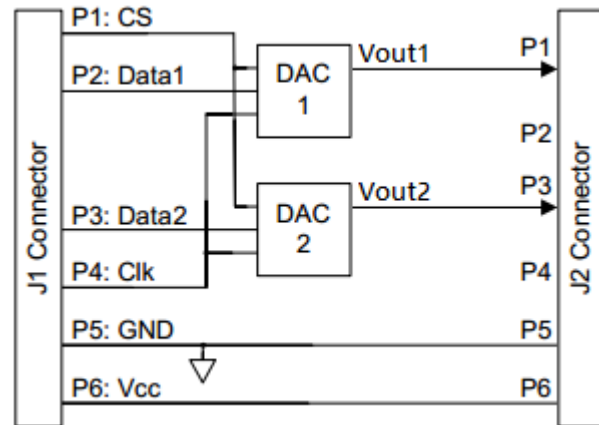 P1: CS
Vout1
P1
P2: Data1
DAC
1
P2
Vout2
P3
P3: Data2
DAC
2
P4: Clk
P4
P5: GND
P5
P6: Vcc
P6
J1 Connector
J2 Connector